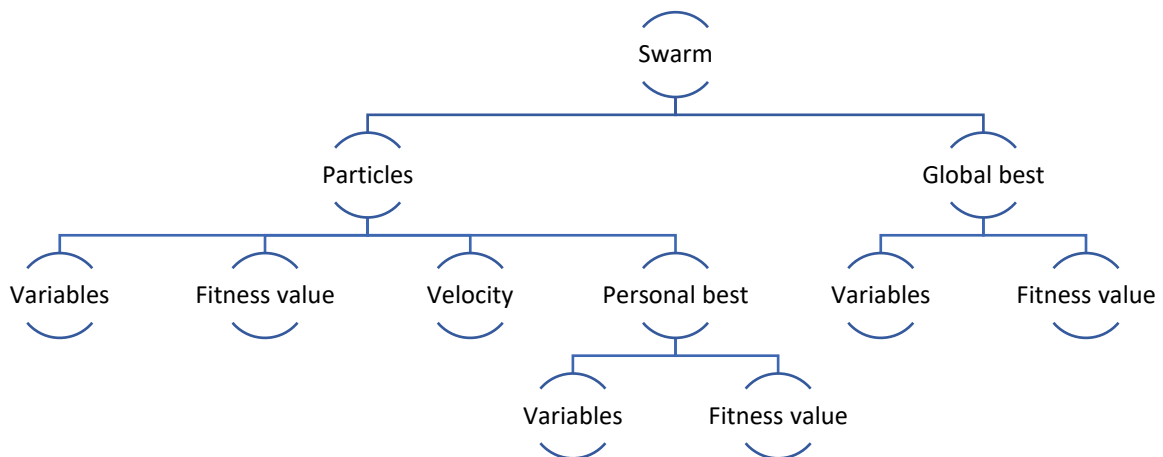 Swarm
Particles
Global best
Variables
Fitness value
Velocity
Personal best
Variables
Fitness value
Variables
Fitness value